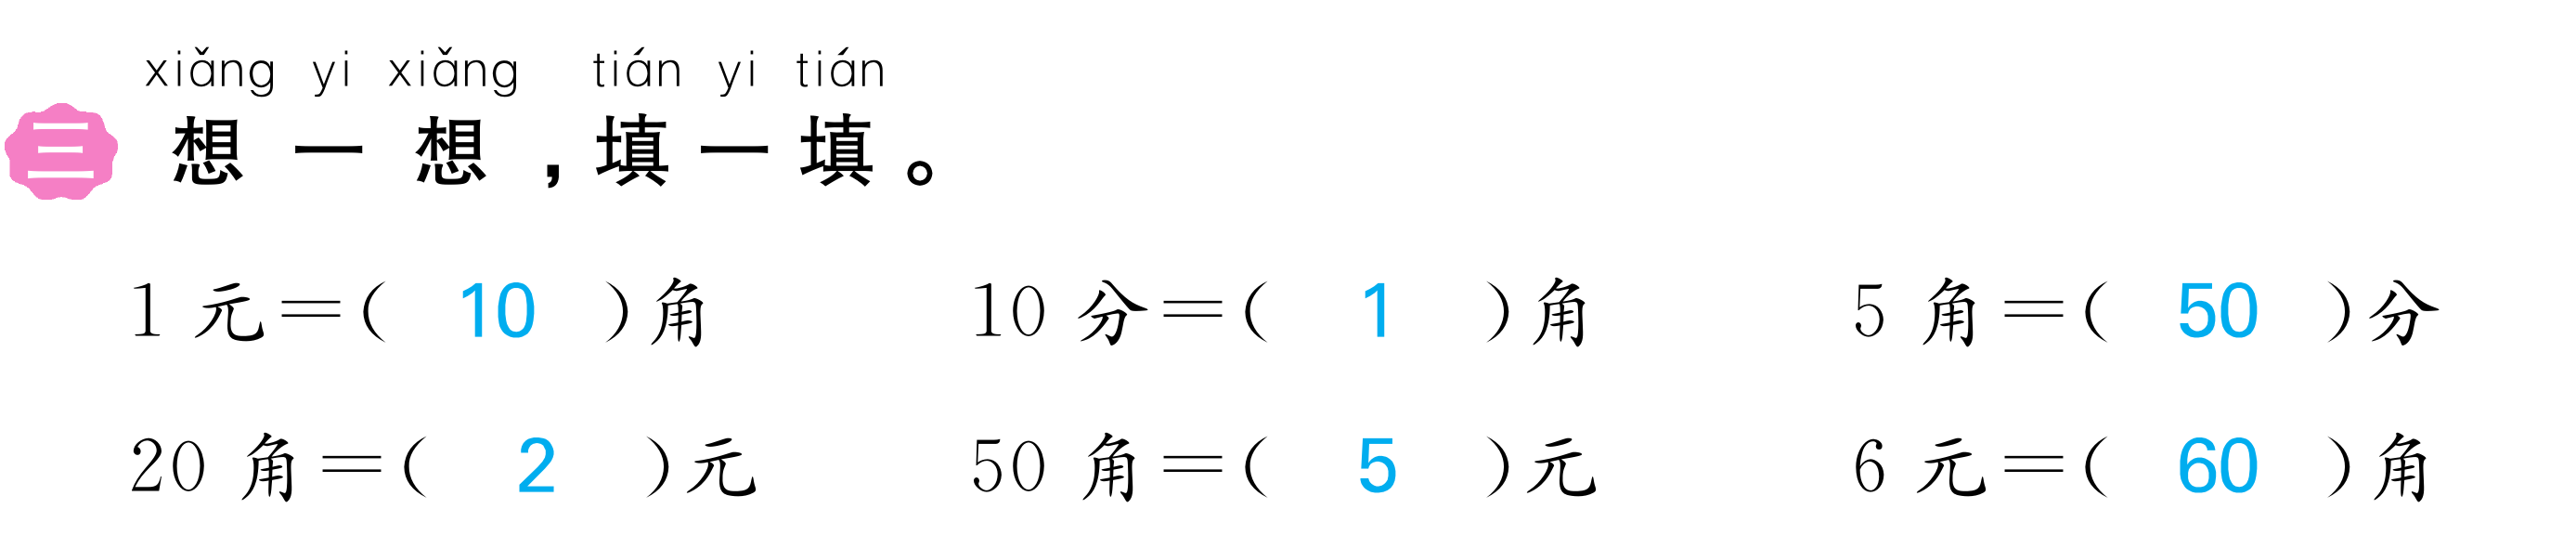 xiǎng yi xiǎng tián yi tián
三 想一想,填一填。
1元=( 10 )角 10分=( 1 )角 5角=( 50 )分
20角=( 2 )元 50角=( 5 )元 6元=( 60 )角